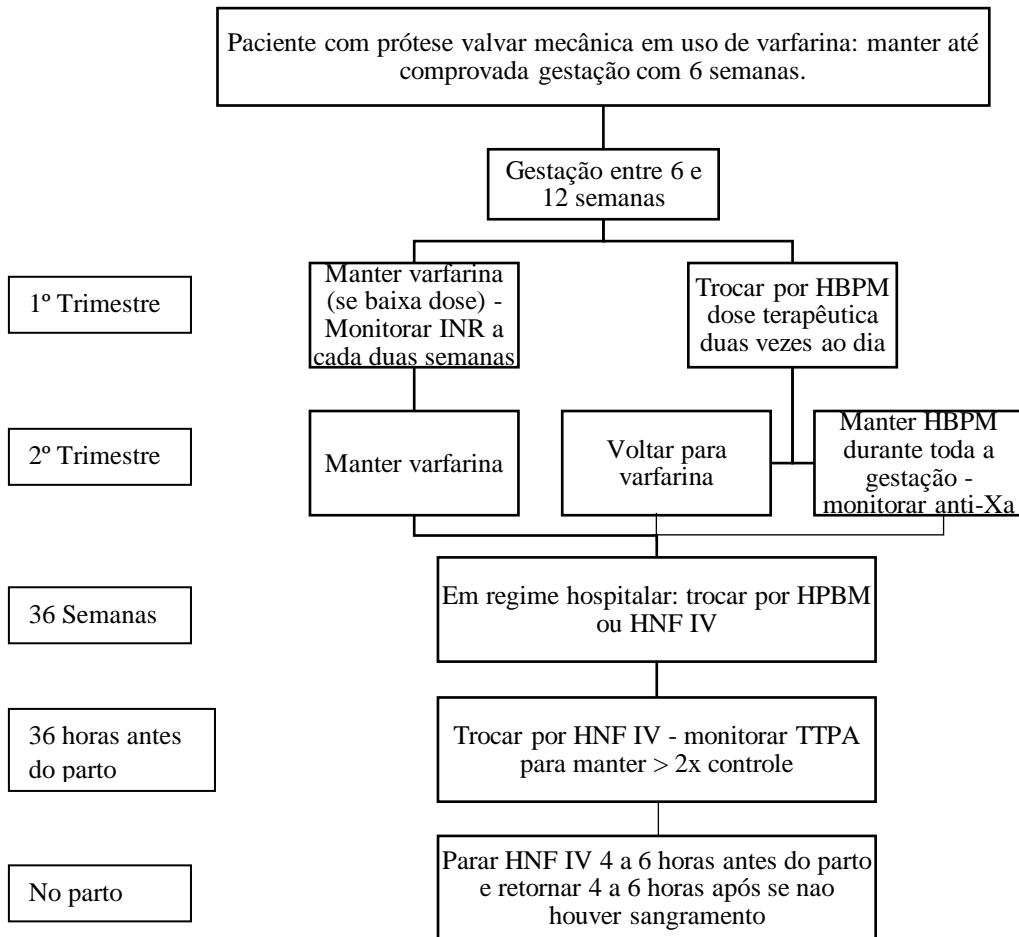 Paciente com prótese valvar mecânica em uso de varfarina: manter até
comprovada gestação com 6 semanas.
Gestação entre 6 e
12 semanas
1º Trimestre
Manter varfarina
(se baixa dose) -
Monitorar INR a
cada duas semanas
Trocar por HBPM
dose terapêutica
duas vezes ao dia
2º Trimestre
Manter varfarina
Voltar para
varfarina
Manter HBPM
durante toda a
gestação -
monitorar anti-Xa
36 Semanas
Em regime hospitalar: trocar por HPBM
ou HNF IV
36 horas antes
do parto
Trocar por HNF IV - monitorar TTPA
para manter > 2x controle
No parto
Parar HNF IV 4 a 6 horas antes do parto
e retornar 4 a 6 horas após se nao
houver sangramento